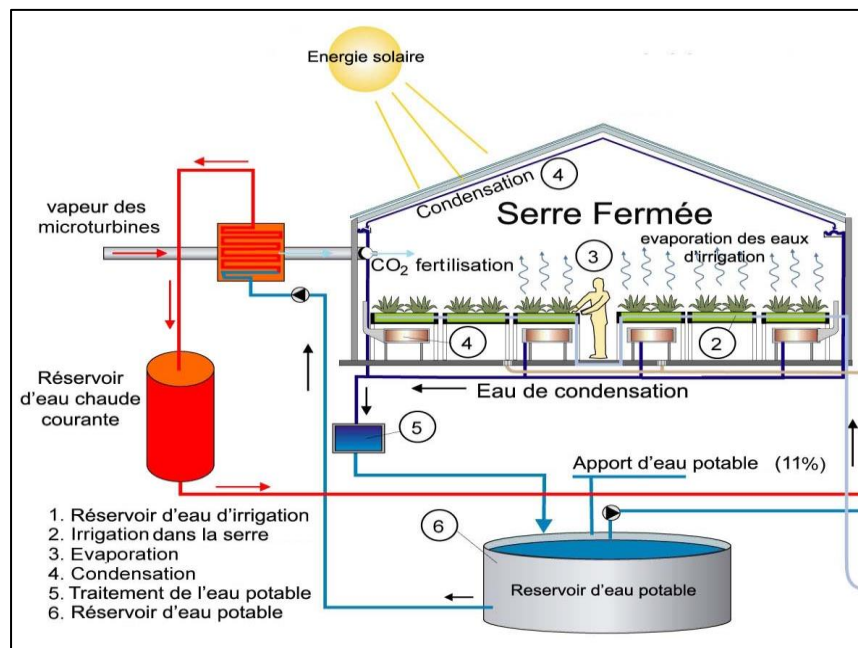 Energie solaire
vapeur des
microturbines
Condensation 4
Serre Fermée
CO2 fertilisation
3
evaporation des eaux
d'irrigation
4
2
Réservoir
d'eau chaude
courante
Eau de condensation
5
Apport d'eau potable (11%)
6
Reservoir d'eau potable
1. Réservoir d'eau d'irrigation
2. Irrigation dans la serre
3. Evaporation
4. Condensation
5. Traitement de l'eau potable
6. Réservoir d'eau potable